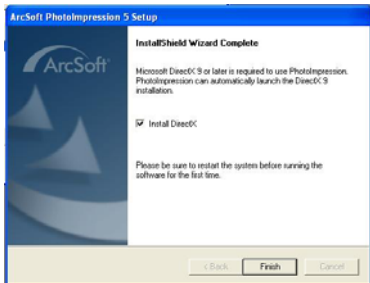 ArcSoft PhotoImpression 5 Setup
ArcSoft
InstallShield Wizard Complete
Microsoft DirectX 9 or later is required to use PhotoImpression.
PhotoImpression can automatically launch the DirectX 9
installation.
Install DirectX
Please be sure to restart the system before running the
software for the first time.
< Back
Finish
Cancel